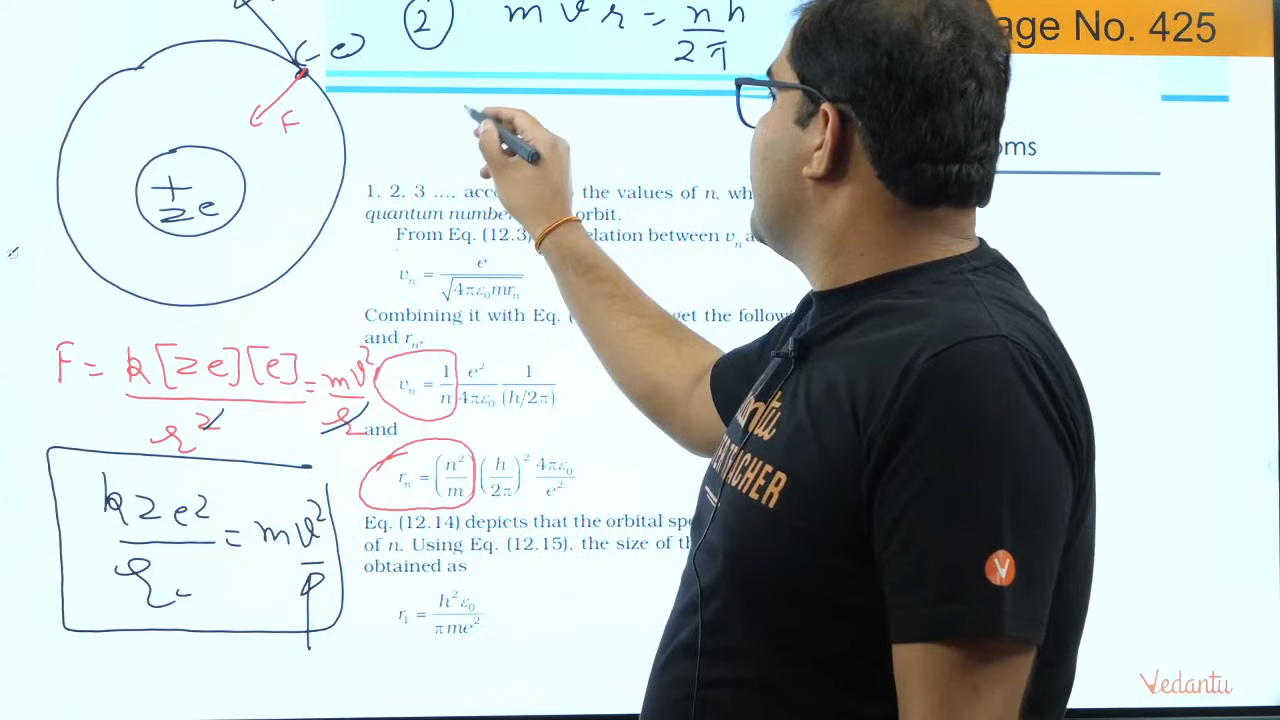 ② mvr = nh/2π
age No. 425
(-e)
F
+ze
oms
1, 2, 3 ..., acc the values of n, wh
quantum numbe orbit.
From Eq. (12.3) elation between vₙ a
vₙ = e/√4πε₀mrₙ
Combining it with Eq. ( get the follow
and rₙ,
F = k[ze][e]/r² = mv²/r
vₙ = 1/n e²/4πε₀ 1/(h/2π)
and
rₙ = (n²/m) (h/2π)² 4πε₀/e²
kze²/r = mv²
Eq. (12.14) depicts that the orbital sp
of n. Using Eq. (12.15), the size of th
obtained as
r₁ = h²ε₀/πme²
V
Vedantu